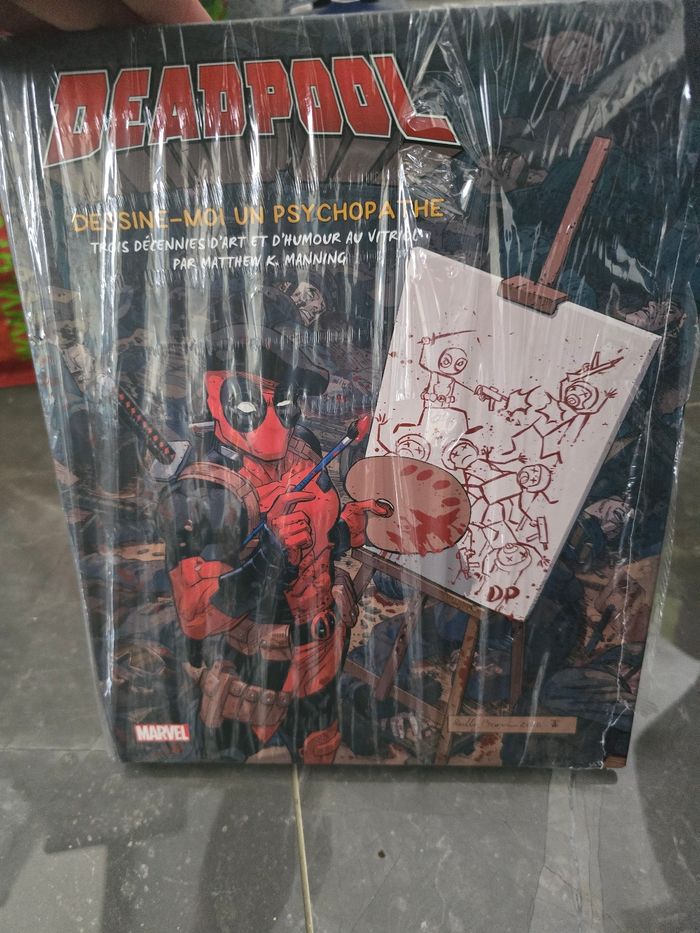 DEADPOOL
DESSINE-MOI UN PSYCHOPATHE
TROIS DÉCENNIES D'ART ET D'HUMOUR AU VITRIOL
PAR MATTHEW K. MANNING
DP
MARVEL